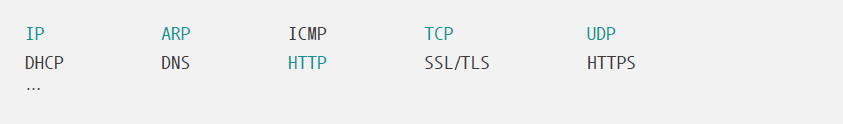 IP ARP ICMP TCP UDP
DHCP DNS HTTP SSL/TLS HTTPS
...